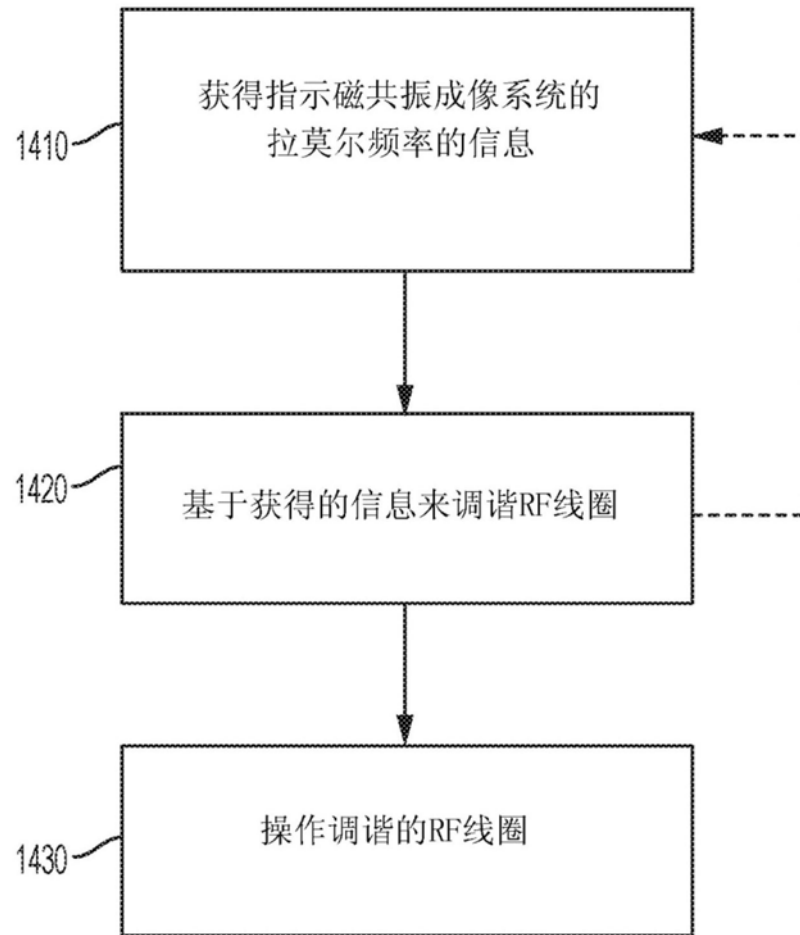 获得指示磁共振成像系统的
拉莫尔频率的信息
1410
基于获得的信息来调谐RF线圈
1420
操作调谐的RF线圈
1430